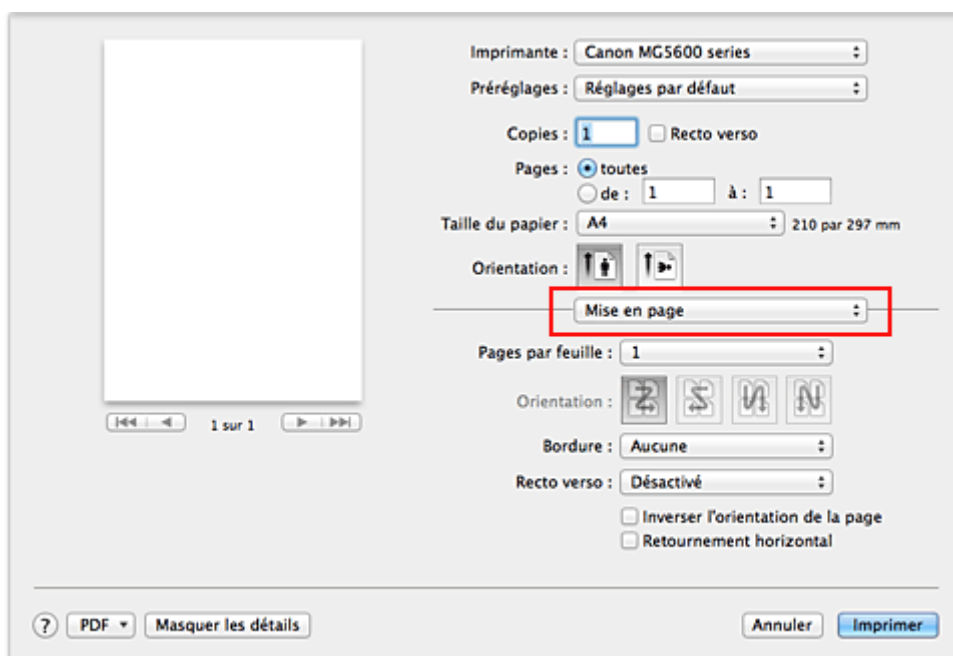 Imprimante : Canon MG5600 series
Préréglages : Réglages par défaut
Copies : 1 Recto verso
Pages : toutes
de : 1 à : 1
Taille du papier : A4 210 par 297 mm
Orientation :
Mise en page
Pages par feuille : 1
Orientation :
1 sur 1
Bordure : Aucune
Recto verso : Désactivé
Inverser l'orientation de la page
Retournement horizontal
? PDF Masquer les détails Annuler Imprimer